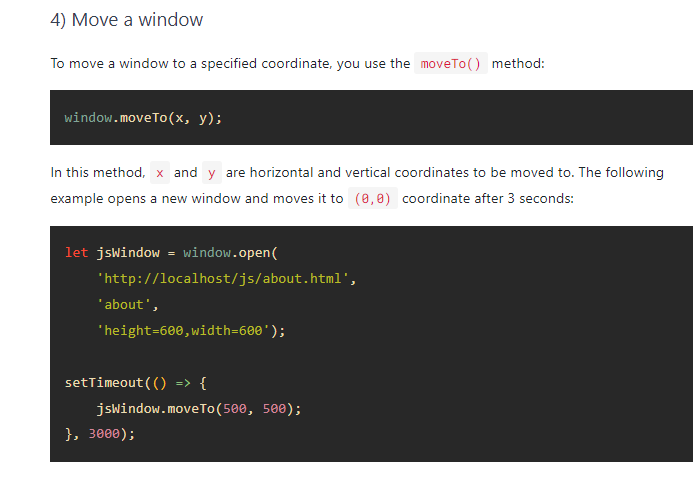 4) Move a window
To move a window to a specified coordinate, you use the moveTo() method:
window.moveTo(x, y);
In this method, x and y are horizontal and vertical coordinates to be moved to. The following
example opens a new window and moves it to (0,0) coordinate after 3 seconds:
let jsWindow = window.open(
    'http://localhost/js/about.html',
    'about',
    'height=600,width=600');
setTimeout(() => {
    jsWindow.moveTo(500, 500);
}, 3000);